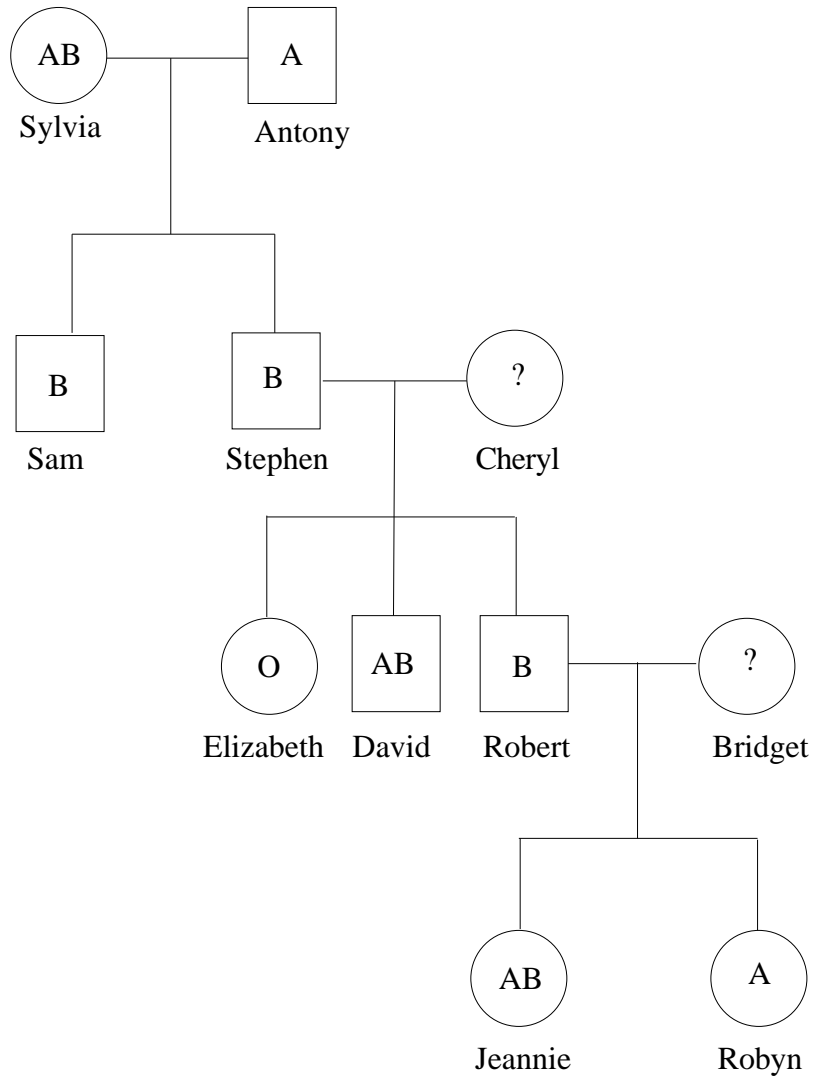 AB
A
Sylvia
Antony
B
B
?
Sam
Stephen
Cheryl
O
AB
B
?
Elizabeth
David
Robert
Bridget
AB
A
Jeannie
Robyn